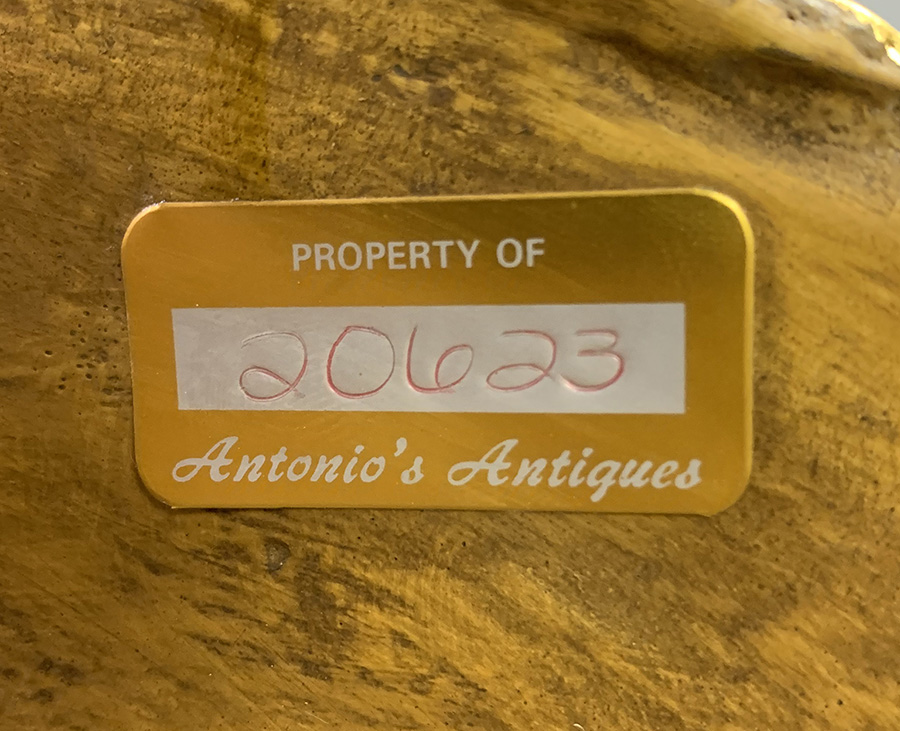 PROPERTY OF
20623
Antonio's Antiques